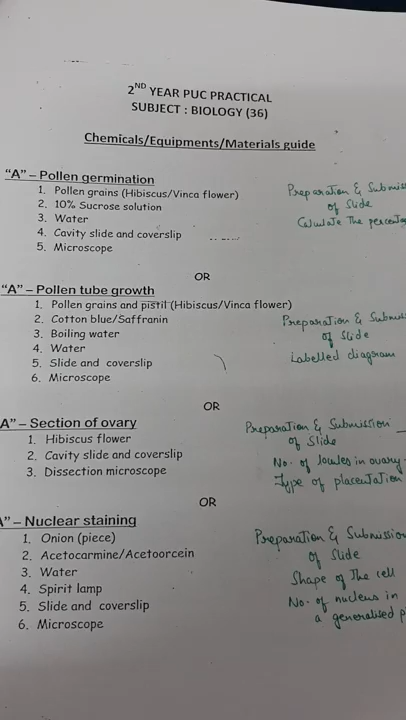 2ND YEAR PUC PRACTICAL
SUBJECT : BIOLOGY (36)
Chemicals/Equipments/Materials guide
"A" – Pollen germination
1. Pollen grains (Hibiscus/Vinca flower)
2. 10% Sucrose solution
3. Water
4. Cavity slide and coverslip
5. Microscope
Preparation & Submiss
of Slide
Calculate The percentag
OR
"A" – Pollen tube growth
1. Pollen grains and pistil (Hibiscus/Vinca flower)
2. Cotton blue/Saffranin
3. Boiling water
4. Water
5. Slide and coverslip
6. Microscope
Preparation & Submis
of Slide
Labelled diagram
OR
A" – Section of ovary
1. Hibiscus flower
2. Cavity slide and coverslip
3. Dissection microscope
Preparation & Submission
of Slide
No. of locules in ovary
Type of placentation
OR
" – Nuclear staining
1. Onion (piece)
2. Acetocarmine/Acetoorcein
3. Water
4. Spirit lamp
5. Slide and coverslip
6. Microscope
Preparation & Submission
of Slide
Shape of The cell
No. of nucleus in
a generalised p